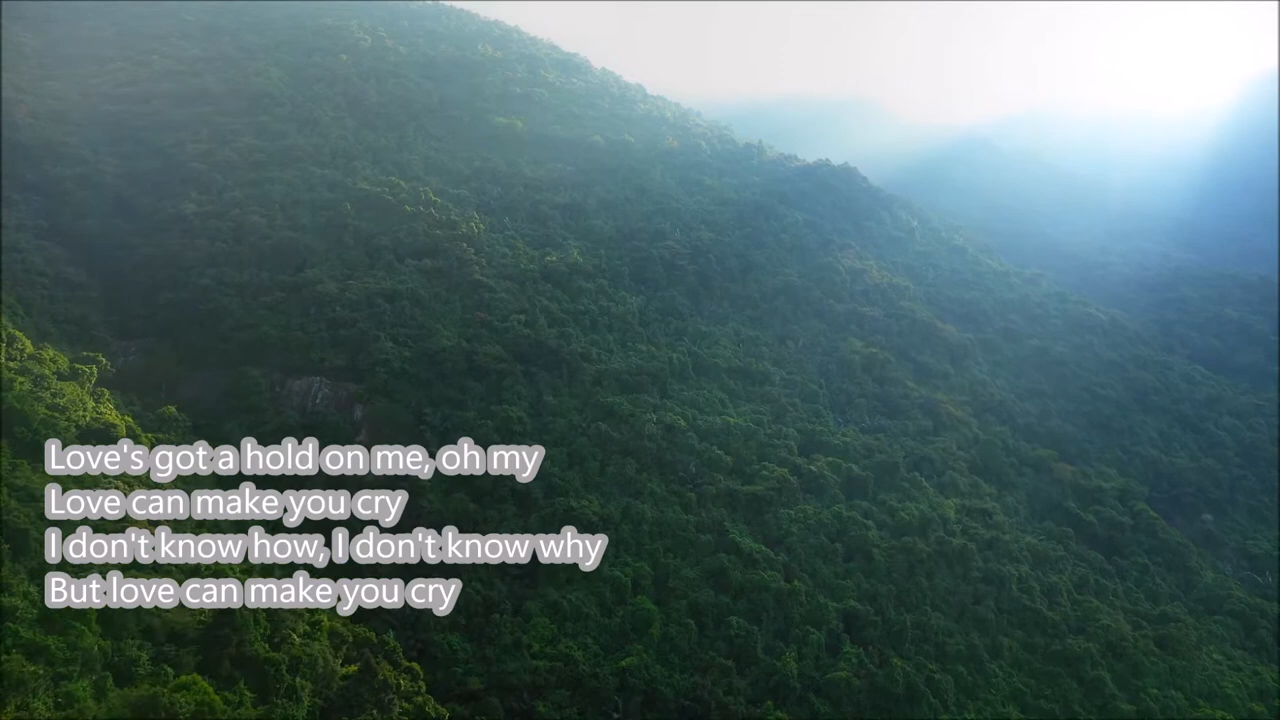 Love's got a hold on me, oh my
Love can make you cry
I don't know how, I don't know why
But love can make you cry